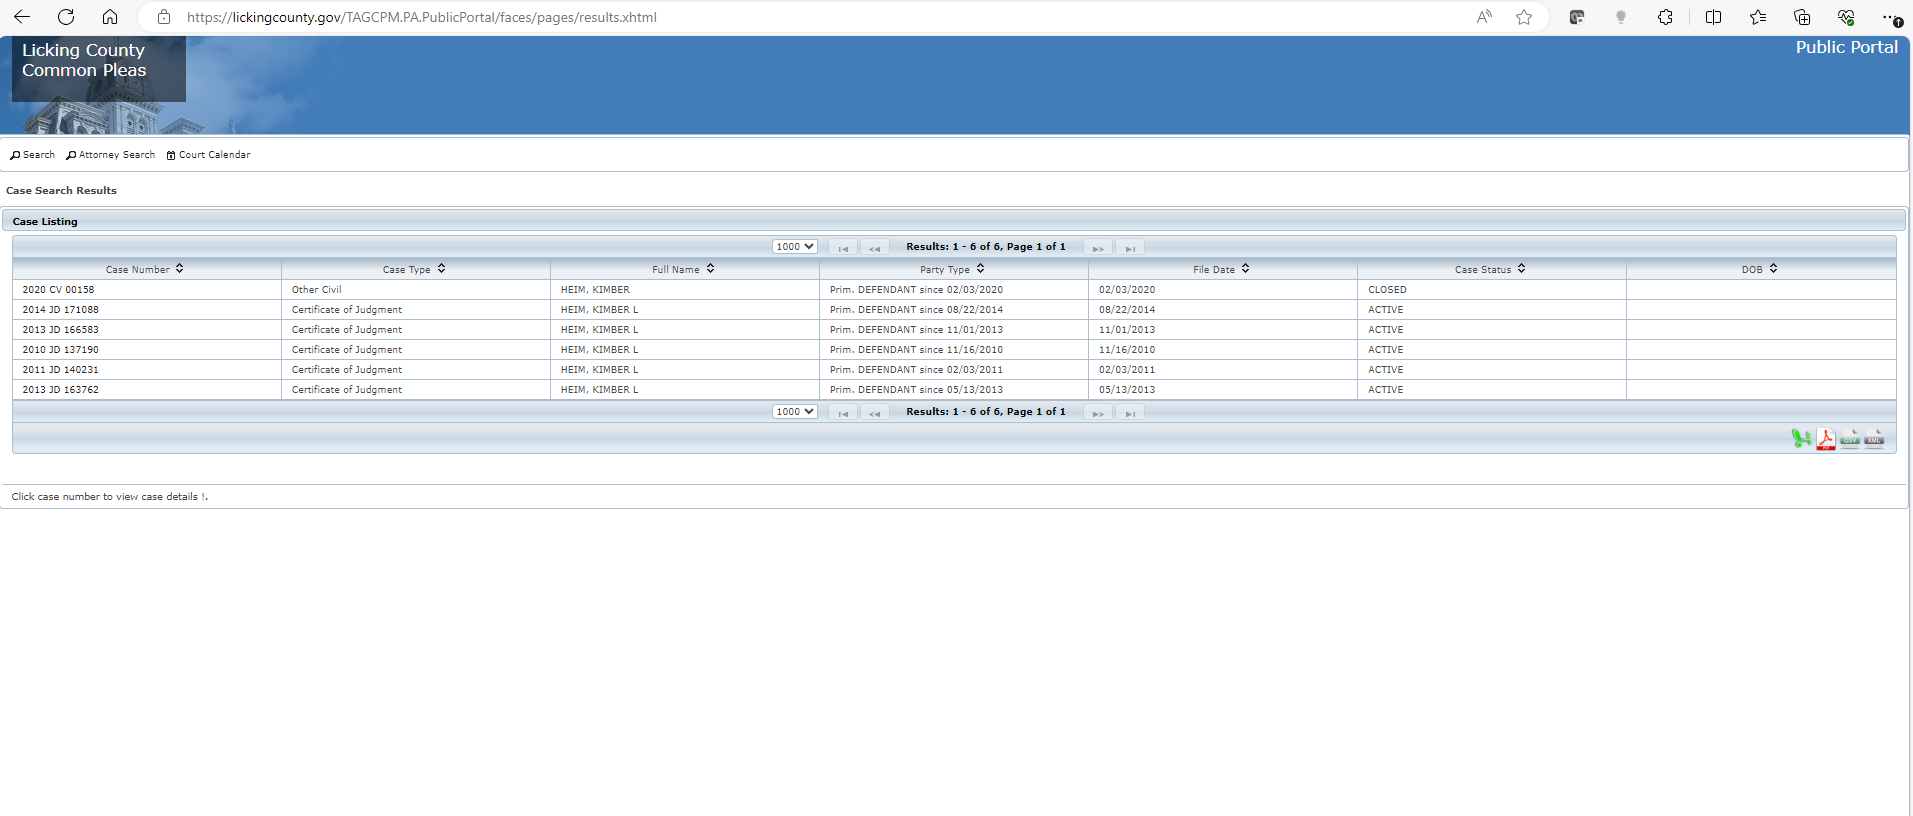 https://lickingcounty.gov/TAGCPM.PA.PublicPortal/faces/pages/results.xhtml
Licking County
Common Pleas
Public Portal
Search Attorney Search Court Calendar
Case Search Results
Case Listing
1000 Results: 1 - 6 of 6, Page 1 of 1
Case Number Case Type Full Name Party Type File Date Case Status DOB
2020 CV 00158 Other Civil HEIM, KIMBER Prim. DEFENDANT since 02/03/2020 02/03/2020 CLOSED
2014 JD 171088 Certificate of Judgment HEIM, KIMBER L Prim. DEFENDANT since 08/22/2014 08/22/2014 ACTIVE
2013 JD 166583 Certificate of Judgment HEIM, KIMBER L Prim. DEFENDANT since 11/01/2013 11/01/2013 ACTIVE
2010 JD 137190 Certificate of Judgment HEIM, KIMBER L Prim. DEFENDANT since 11/16/2010 11/16/2010 ACTIVE
2011 JD 140231 Certificate of Judgment HEIM, KIMBER L Prim. DEFENDANT since 02/03/2011 02/03/2011 ACTIVE
2013 JD 163762 Certificate of Judgment HEIM, KIMBER L Prim. DEFENDANT since 05/13/2013 05/13/2013 ACTIVE
1000 Results: 1 - 6 of 6, Page 1 of 1
CSV XML
Click case number to view case details !.